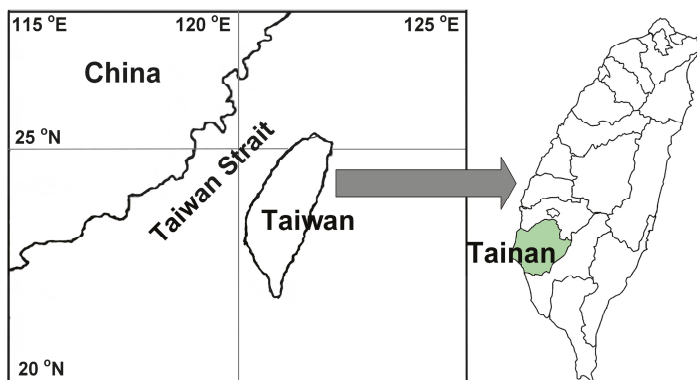 115 °E
120 °E
125 °E
China
25 °N
Taiwan Strait
Taiwan
Tainan
20 °N